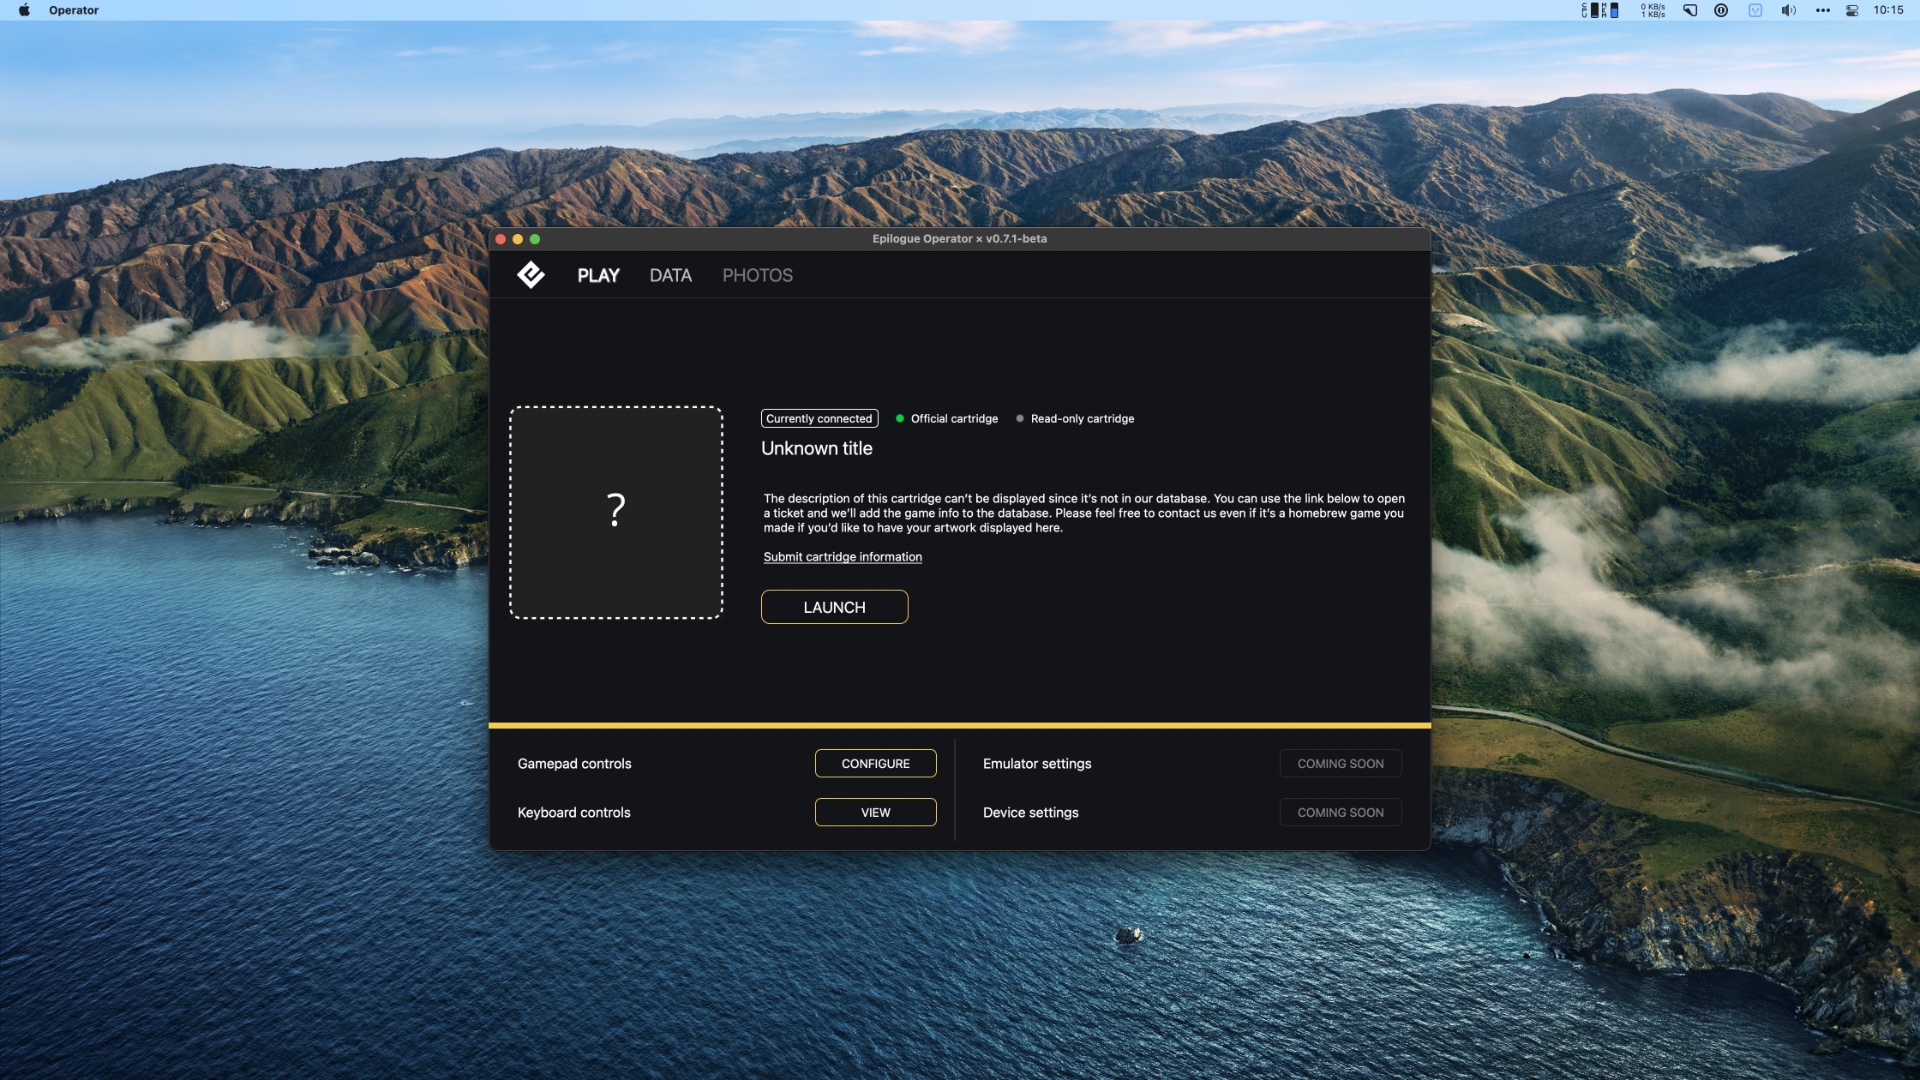 Operator
0 KB/s
1 KB/s
10:15
Epilogue Operator × v0.7.1-beta
PLAY
DATA
PHOTOS
Currently connected
Official cartridge
Read-only cartridge
Unknown title
?
The description of this cartridge can’t be displayed since it’s not in our database. You can use the link below to open
a ticket and we’ll add the game info to the database. Please feel free to contact us even if it’s a homebrew game you
made if you’d like to have your artwork displayed here.
Submit cartridge information
LAUNCH
Gamepad controls
CONFIGURE
Emulator settings
COMING SOON
Keyboard controls
VIEW
Device settings
COMING SOON